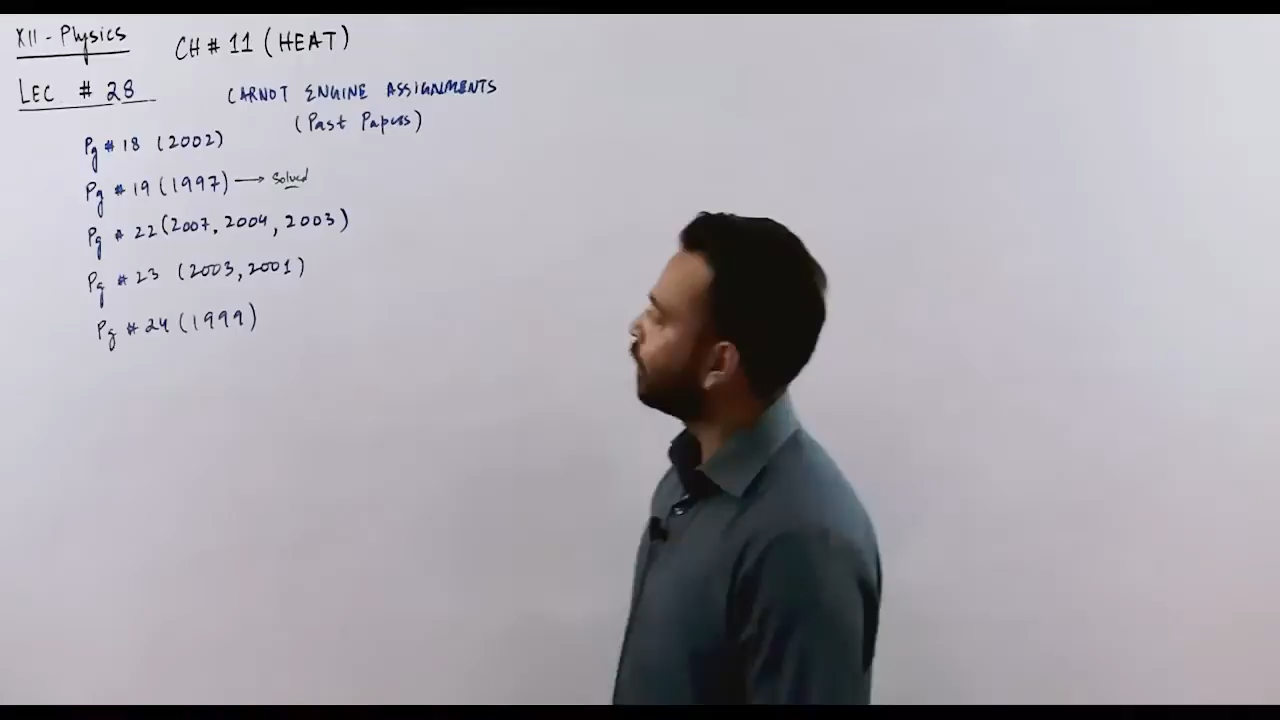 XII - Physics
CH # 11 (HEAT)
LEC # 28
CARNOT ENGINE ASSIGNMENTS
(Past Papers)
Pg # 18 (2002)
Pg # 19 (1997) → Solved
Pg # 22 (2007, 2004, 2003)
Pg # 23 (2003, 2001)
Pg # 24 (1999)